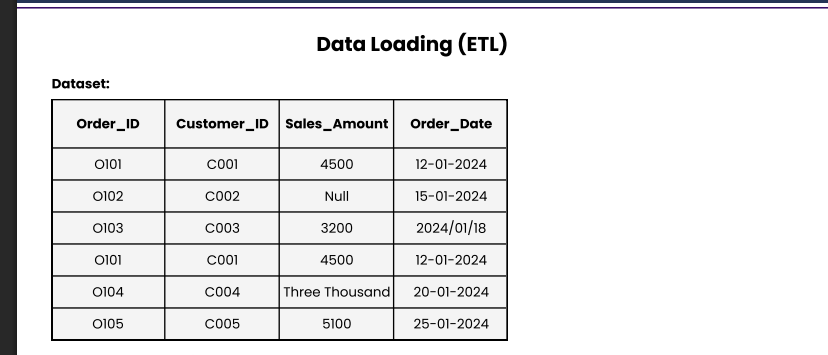 Data Loading (ETL)
Dataset:
Order_ID Customer_ID Sales_Amount Order_Date
O101 C001 4500 12-01-2024
O102 C002 Null 15-01-2024
O103 C003 3200 2024/01/18
O101 C001 4500 12-01-2024
O104 C004 Three Thousand 20-01-2024
O105 C005 5100 25-01-2024